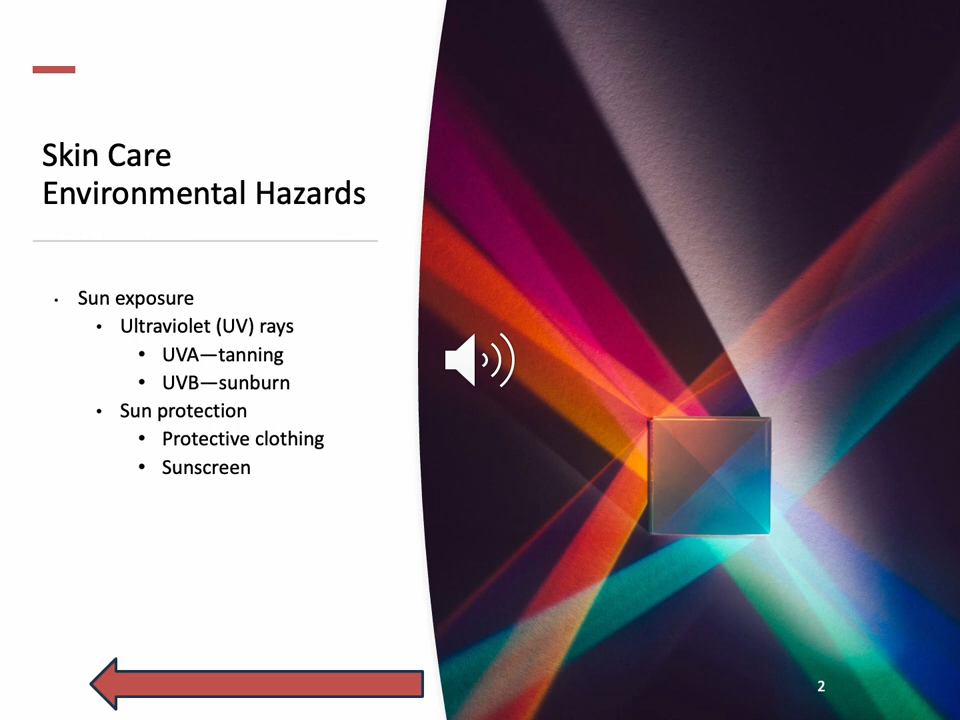 Skin Care
Environmental Hazards
• Sun exposure
• Ultraviolet (UV) rays
• UVA—tanning
• UVB—sunburn
• Sun protection
• Protective clothing
• Sunscreen
2